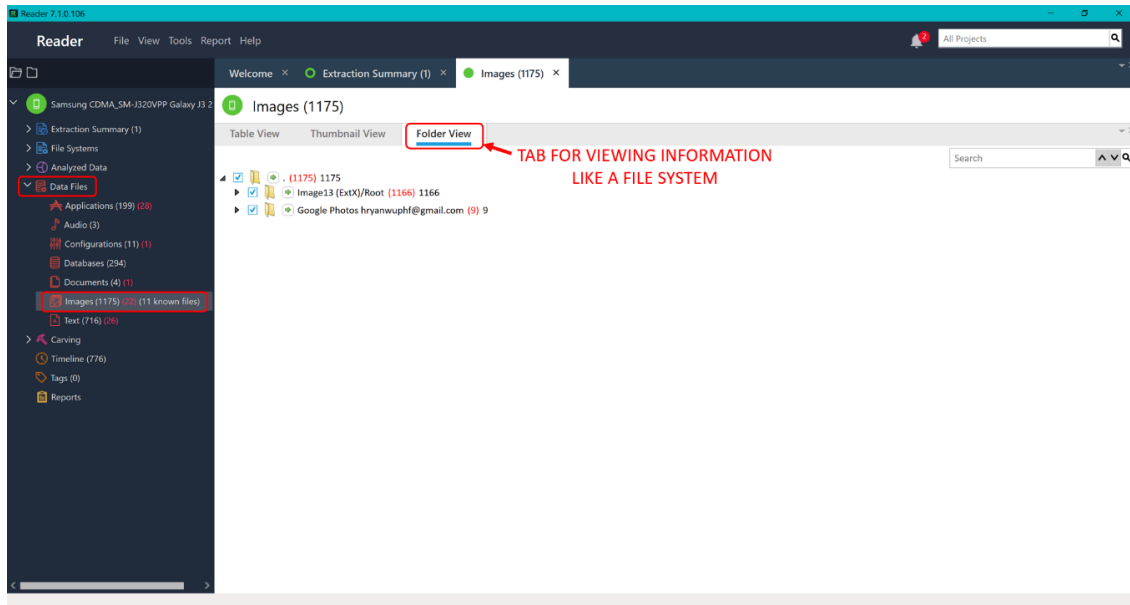 Reader 7.1.0.106
Reader File View Tools Report Help
2
All Projects
Welcome × Extraction Summary (1) × Images (1175) ×
Samsung CDMA_SM-J320VPP Galaxy J3 2
Images (1175)
Extraction Summary (1)
Table View Thumbnail View Folder View
File Systems
TAB FOR VIEWING INFORMATION
LIKE A FILE SYSTEM
Search
Analyzed Data
. (1175) 1175
Data Files
Image13 (ExtX)/Root (1166) 1166
Applications (199) (28)
Google Photos hryanwuphf@gmail.com (9) 9
Audio (3)
Configurations (11) (1)
Databases (294)
Documents (4) (1)
Images (1175) (22) (11 known files)
Text (716) (26)
Carving
Timeline (776)
Tags (0)
Reports